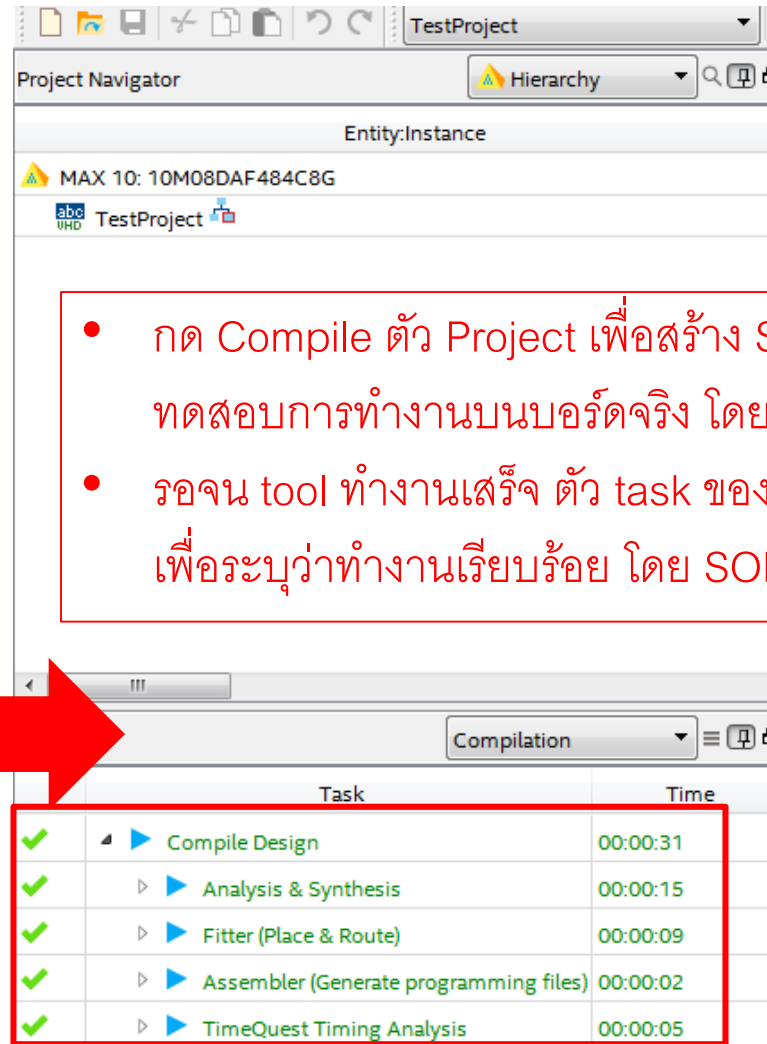 TestProject
Project Navigator
Hierarchy
Entity:Instance
MAX 10: 10M08DAF484C8G
abc
VHD
TestProject
• กด Compile ตัว Project เพื่อสร้าง
ทดสอบการทำงานบนบอร์ดจริง โดย
• รอจน tool ทำงานเสร็จ ตัว task ของ
เพื่อระบุว่าทำงานเรียบร้อย โดย
Compilation
Task Time
Compile Design 00:00:31
Analysis & Synthesis 00:00:15
Fitter (Place & Route) 00:00:09
Assembler (Generate programming files) 00:00:02
TimeQuest Timing Analysis 00:00:05